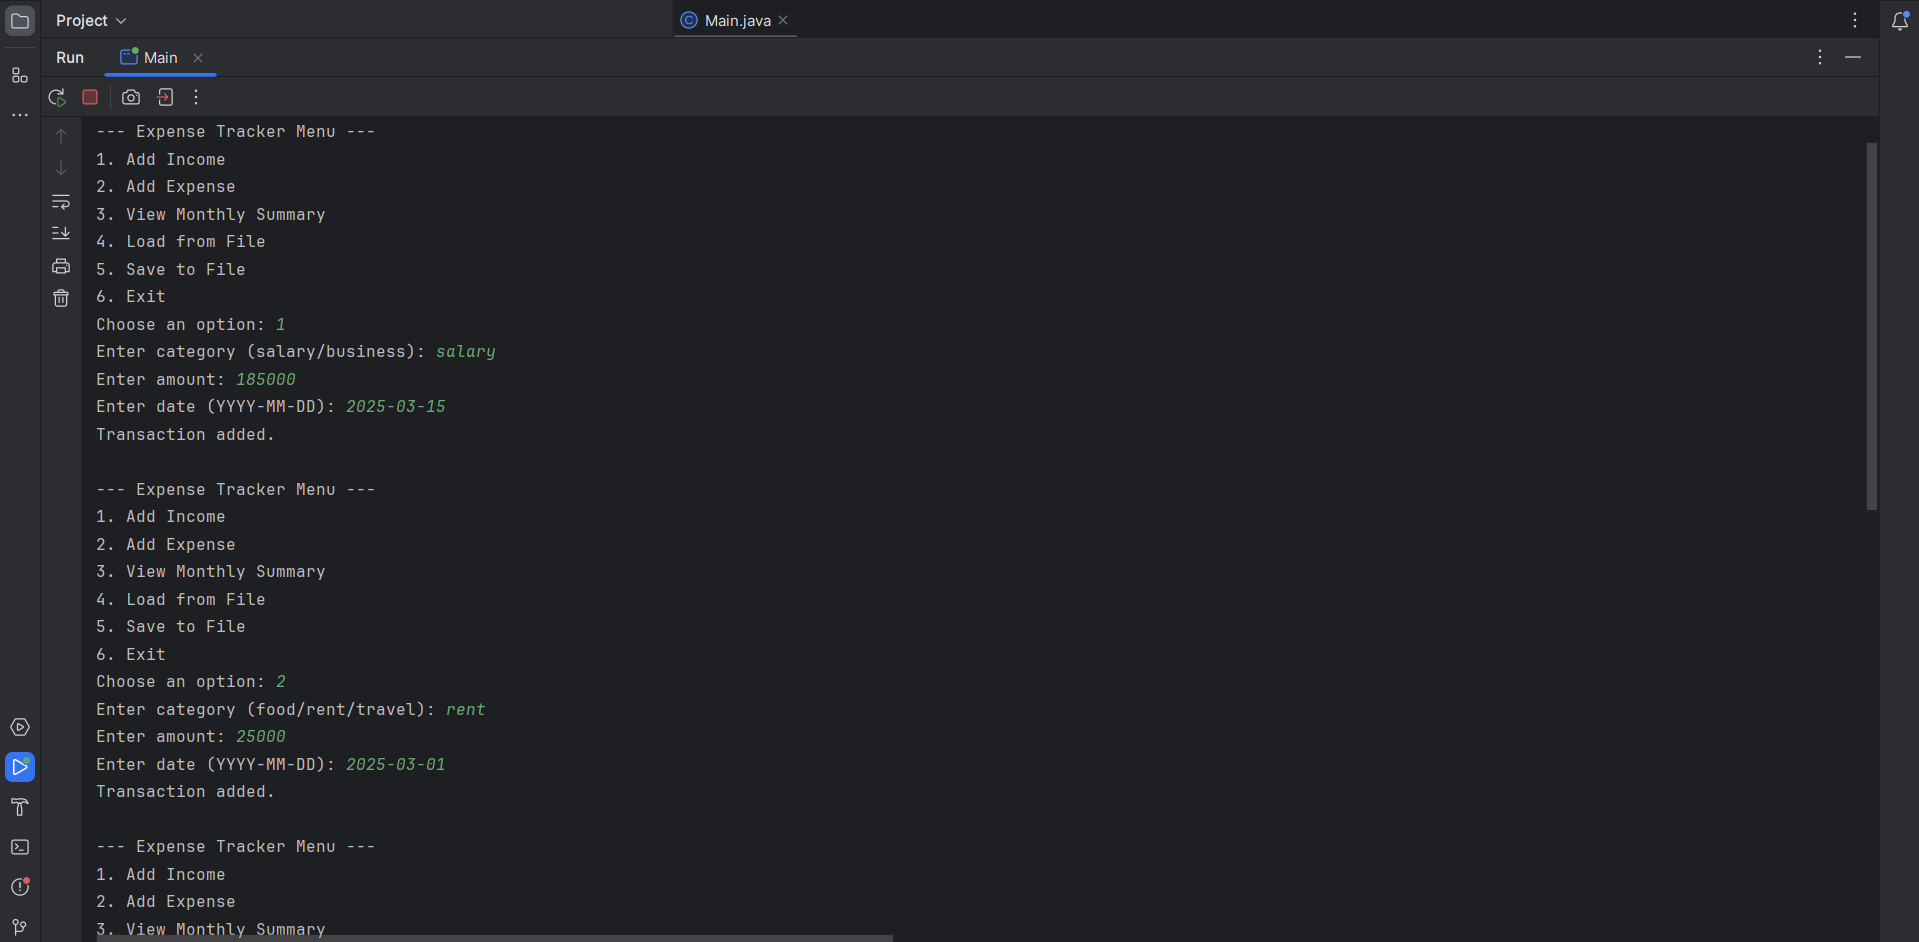 Project
Main.java
Run
Main
--- Expense Tracker Menu ---
1. Add Income
2. Add Expense
3. View Monthly Summary
4. Load from File
5. Save to File
6. Exit
Choose an option: 1
Enter category (salary/business): salary
Enter amount: 185000
Enter date (YYYY-MM-DD): 2025-03-15
Transaction added.
--- Expense Tracker Menu ---
1. Add Income
2. Add Expense
3. View Monthly Summary
4. Load from File
5. Save to File
6. Exit
Choose an option: 2
Enter category (food/rent/travel): rent
Enter amount: 25000
Enter date (YYYY-MM-DD): 2025-03-01
Transaction added.
--- Expense Tracker Menu ---
1. Add Income
2. Add Expense
3. View Monthly Summary